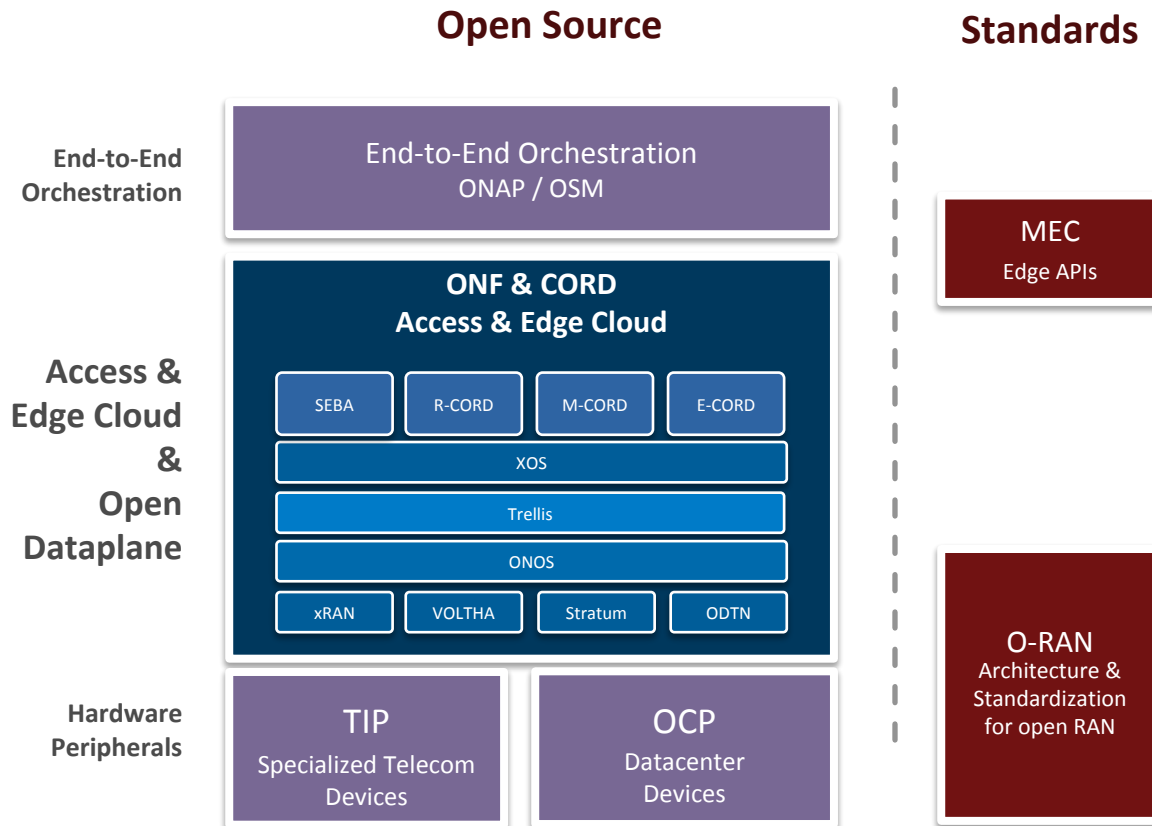 Open Source
Standards
End-to-End
Orchestration
End-to-End Orchestration
ONAP / OSM
MEC
Edge APIs
Access &
Edge Cloud
&
Open
Dataplane
ONF & CORD
Access & Edge Cloud
SEBA
R-CORD
M-CORD
E-CORD
XOS
Trellis
ONOS
xRAN
VOLTHA
Stratum
ODTN
O-RAN
Architecture &
Standardization
for open RAN
Hardware
Peripherals
TIP
Specialized Telecom
Devices
OCP
Datacenter
Devices